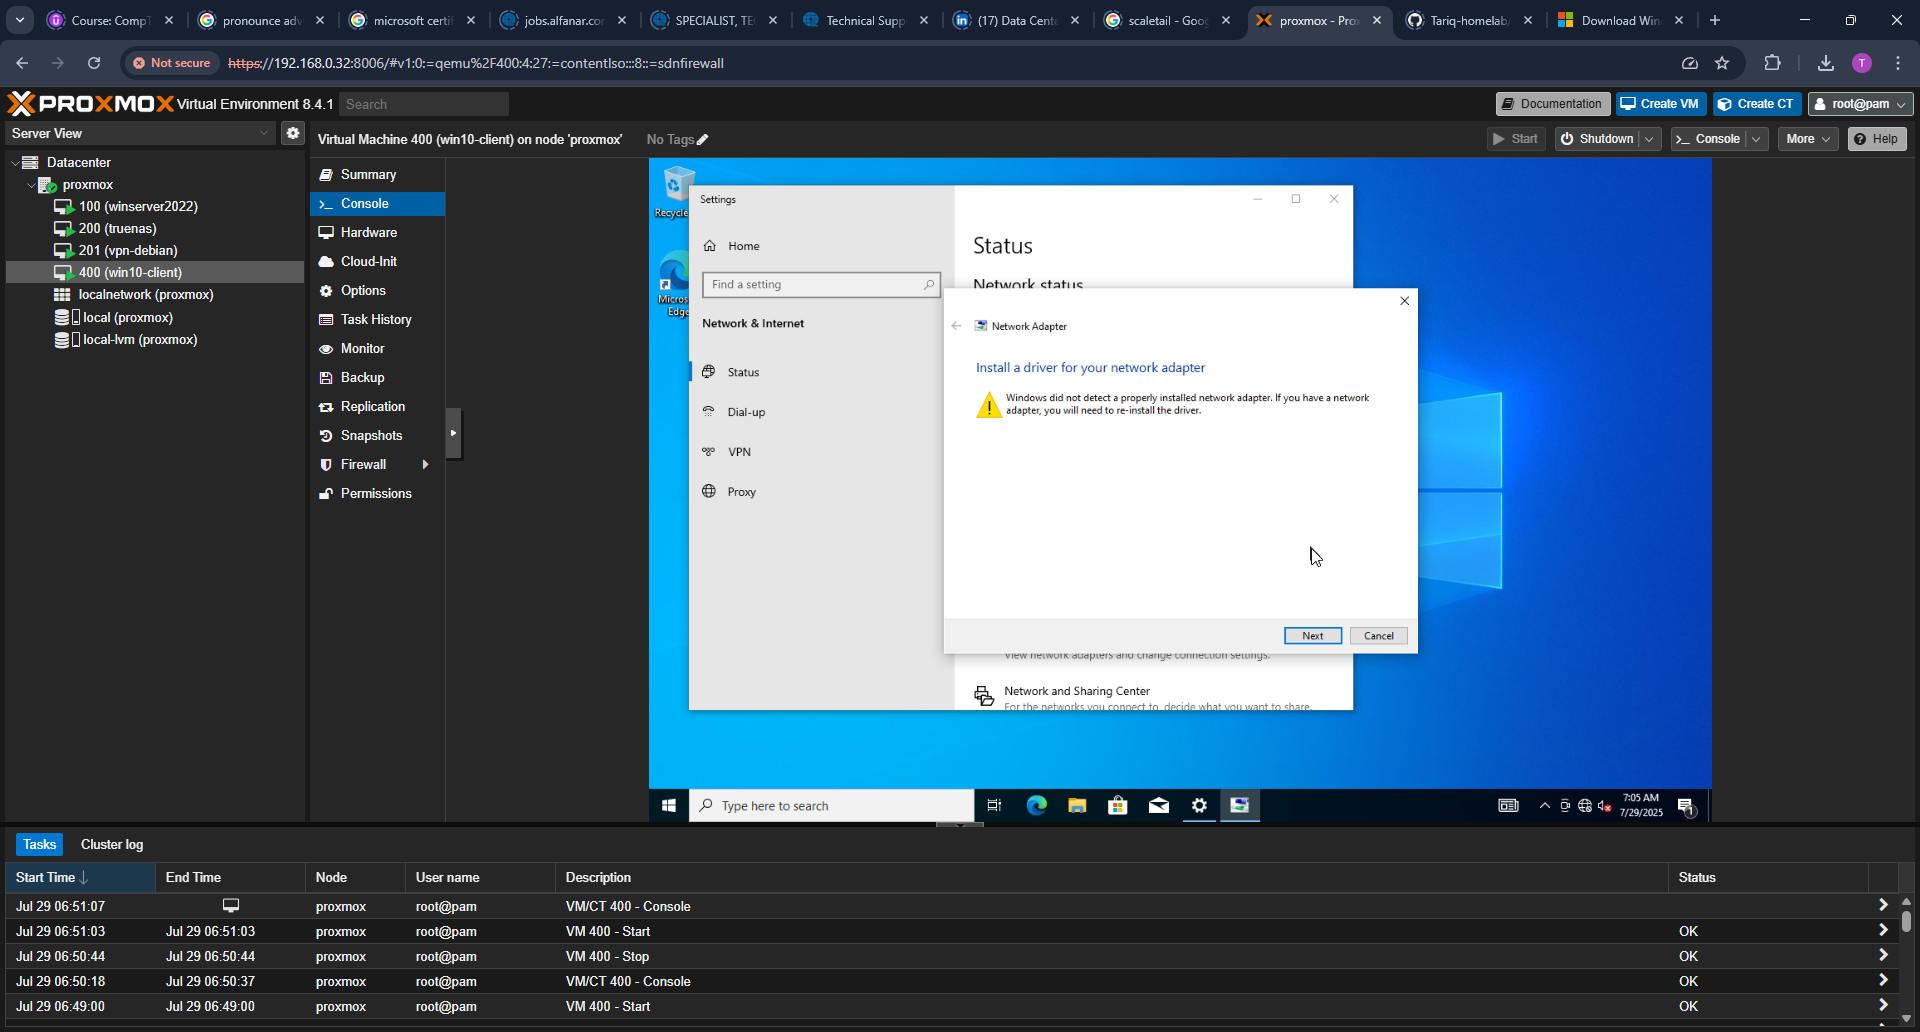 Course: CompT
pronounce adv
microsoft certif
jobs.alfanar.com
SPECIALIST, TE
Technical Supp
(17) Data Cente
scaletail - Goog
proxmox - Prox
Tariq-homelab/
Download Win
Not secure
https://192.168.0.32:8006/#v1:0:=qemu%2F400:4:27:=contentIso:::8::=sdnfirewall
T
PROXMOX Virtual Environment 8.4.1
Search
Documentation
Create VM
Create CT
root@pam
Server View
Virtual Machine 400 (win10-client) on node 'proxmox'
No Tags
Start
Shutdown
Console
More
Help
Datacenter
proxmox
100 (winserver2022)
200 (truenas)
201 (vpn-debian)
400 (win10-client)
localnetwork (proxmox)
local (proxmox)
local-lvm (proxmox)
Summary
Console
Hardware
Cloud-Init
Options
Task History
Monitor
Backup
Replication
Snapshots
Firewall
Permissions
Recycle
Micros
Edge
Settings
Home
Find a setting
Network & Internet
Status
Dial-up
VPN
Proxy
Status
Network status
Network Adapter
Install a driver for your network adapter
Windows did not detect a properly installed network adapter. If you have a network
adapter, you will need to re-install the driver.
Next
Cancel
View network adapters and change connection settings.
Network and Sharing Center
For the networks you connect to, decide what you want to share.
Type here to search
7:05 AM
7/29/2025
1
Tasks
Cluster log
Start Time
End Time
Node
User name
Description
Status
Jul 29 06:51:07 proxmox root@pam VM/CT 400 - Console
Jul 29 06:51:03 Jul 29 06:51:03 proxmox root@pam VM 400 - Start OK
Jul 29 06:50:44 Jul 29 06:50:44 proxmox root@pam VM 400 - Stop OK
Jul 29 06:50:18 Jul 29 06:50:37 proxmox root@pam VM/CT 400 - Console OK
Jul 29 06:49:00 Jul 29 06:49:00 proxmox root@pam VM 400 - Start OK